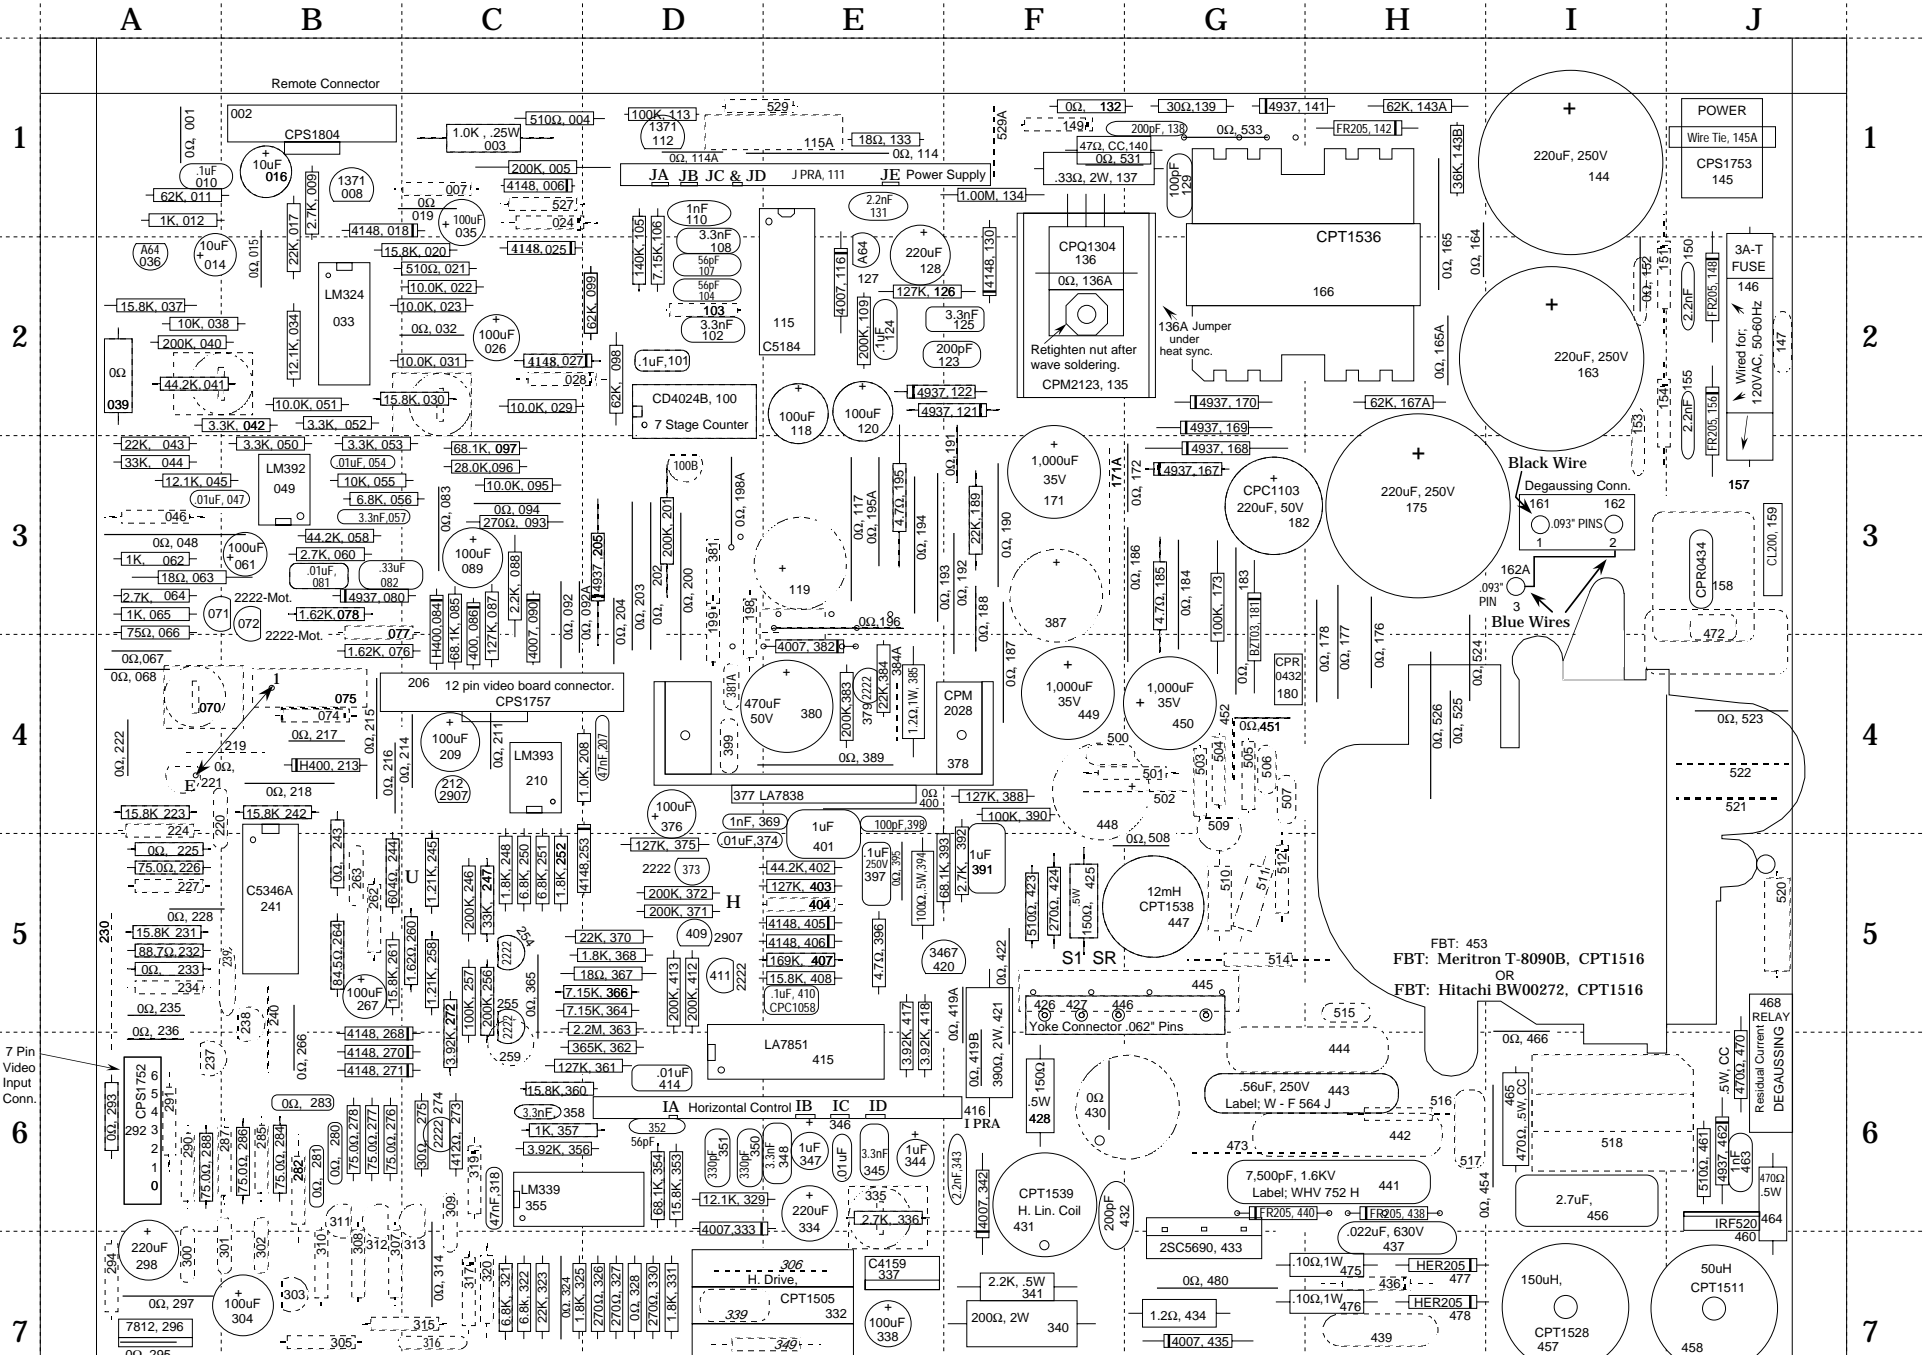 A B C D E F G H I J
Remote Connector
1
002
CPS1804
0Ω, 001
.1uF
010
62K, 011
1K, 012
10uF
016
2.7K, 009
1371
008
22K, 017
4148, 018
1.0K , .25W
003
510Ω, 004
200K, 005
4148, 006
007
527
024
0Ω
019
100uF
035
100K, 113
1371
112
529
115A
0Ω, 114A
18Ω, 133
0Ω, 114
JA JB JC & JD J PRA, 111 JE Power Supply
1nF
110
2.2nF
131
1.00M, 134
529A
149
0Ω, 132
47Ω, CC,140
0Ω, 531
.33Ω, 2W, 137
30Ω,139
200pF, 138
0Ω, 533
100pF
129
4937, 141
FR205, 142
62K, 143A
36K, 143B
220uF, 250V
144
POWER
Wire Tie, 145A
CPS1753
145
1
2
A64
036
10uF
014
0Ω, 015
15.8K, 037
10K, 038
200K, 040
0Ω
039
44.2K, 041
3.3K, 042
LM324
033
12.1K, 034
10.0K, 051
3.3K, 052
15.8K, 020
510Ω, 021
10.0K, 022
10.0K, 023
0Ω, 032
100uF
026
10.0K, 031
15.8K, 030
4148, 025
4148, 027
028
10.0K, 029
62K, 099
62K, 098
140K, 105
7.15K, 106
3.3nF
108
56pF
107
56pF
104
103
3.3nF
102
.1uF,101
CD4024B, 100
7 Stage Counter
115
C5184
4007, 116
A64
127
220uF
128
127K, 126
200K, 109
.1uF
124
3.3nF
125
200pF
123
4937, 122
4937, 121
100uF
118
100uF
120
4148, 130
CPQ1304
136
0Ω, 136A
Retighten nut after
wave soldering.
CPM2123, 135
136A Jumper
under
heat sync.
CPT1536
166
4937, 170
4937, 169
0Ω, 165
0Ω, 164
0Ω, 165A
62K, 167A
220uF, 250V
163
0Ω, 152
151
150
2.2nF
FR205, 148
3A-T
FUSE
146
Wired for;
120VAC, 50-60Hz
147
153
154
155
2.2nF
FR205, 156
157
2
3
22K, 043
33K, 044
12.1K, 045
.01uF, 047
046
0Ω, 048
1K, 062
18Ω, 063
2.7K, 064
1K, 065
75Ω, 066
3.3K, 050
3.3K, 053
LM392
049
.01uF, 054
10K, 055
6.8K, 056
3.3nF,057
44.2K, 058
2.7K, 060
100uF
061
.01uF,
081
.33uF
082
2222-Mot.
4937, 080
071
072
1.62K,078
2222-Mot.
077
68.1K, 097
28.0K,096
10.0K, 095
0Ω, 094
270Ω, 093
0Ω, 083
100uF
089
2.2K, 088
H400,084
68.1K, 085
400, 086
127K, 087
4007, 090
0Ω, 092
0Ω, 092A
4937, 205
0Ω, 204
0Ω, 203
0Ω, 202
0Ω, 200
200K, 201
100B
0Ω, 198A
381
199
198
119
0Ω,196
0Ω, 117
0Ω, 195A
4.7Ω, 195
0Ω, 194
0Ω, 193
0Ω, 192
0Ω, 191
22K, 189
0Ω, 190
0Ω, 188
1,000uF
35V
171
171A
0Ω, 172
387
0Ω, 186
4937, 168
4937, 167
CPC1103
220uF, 50V
182
4.7Ω, 185
0Ω, 184
100K, 173
0Ω, 183
BZT03, 181
220uF, 250V
175
Black Wire
Degaussing Conn.
161 162
.093" PINS
1 2
162A
.093"
PIN
3
Blue Wires
CPR0434
158
CL200, 159
472
3
4
0Ω,067
0Ω, 068
070
0Ω, 222
219
0Ω,
E
221
220
15.8K 223
224
1.62K, 076
1
075
074
0Ω, 217
H400, 213
0Ω, 218
15.8K 242
0Ω, 215
0Ω, 216
0Ω, 214
206 12 pin video board connector.
CPS1757
100uF
209
0Ω, 211
LM393
210
212
2907
1.0K, 208
47nF,207
4007, 382
381A
399
470uF
50V
380
200K,383
379
2222
22K,384
384A
1.2Ω,1W, 385
0Ω, 389
CPM
2028
378
377 LA7838
0Ω
400
100uF
376
1nF, 369
1uF
401
100pF,398
127K, 388
100K, 390
0Ω, 187
1,000uF
35V
449
1,000uF
35V
450
500
501
502
448
503
504
505
506
507
509
452
0Ω,451
CPR
0432
180
0Ω, 178
0Ω, 177
0Ω, 176
0Ω, 524
0Ω, 526
0Ω, 525
0Ω, 523
522
521
4
5
0Ω, 225
75.0Ω, 226
227
0Ω, 228
230
15.8K 231
88.7Ω,232
0Ω, 233
234
0Ω, 235
0Ω, 236
C5346A
241
239
238
240
0Ω, 243
263
262
604Ω, 244
84.5Ω,264
15.8K, 261
100uF
267
U
1.21K, 245
1.62Ω,260
1.21K, 258
200K, 246
33K, 247
1.8K, 248
6.8K, 250
6.8K, 251
1.8K, 252
4148,253
254
2222
100K, 257
200K,256
255
2222
0Ω, 365
3.92K, 272
259
127K, 375
.01uF,374
2222
373
200K, 372
200K, 371
H
409
2907
22K, 370
1.8K, 368
18Ω, 367
7.15K, 366
7.15K, 364
2.2M, 363
200K, 413
200K, 412
411
2222
44.2K, 402
127K, 403
404
4148, 405
4148, 406
169K, 407
15.8K, 408
.1uF, 410
CPC1058
.1uF
250V
397
0Ω, 395
100Ω,.5W,394
68.1K, 393
2.7K, 392
1uF
391
4.7Ω, 396
3467
420
0Ω, 422
3.92K, 417
3.92K, 418
0Ω, 419A
510Ω, 423
270Ω, 424
.5W
150Ω, 425
S1 SR
0Ω, 508
12mH
CPT1538
447
510
511
512
514
445
426 427 446
Yoke Connector .062" Pins
515
FBT: 453
FBT: Meritron T-8090B, CPT1516
OR
FBT: Hitachi BW00272, CPT1516
520
468
RELAY
Residual Current
DEGAUSSING
5
6
7 Pin
Video
Input
Conn.
0Ω, 293
CPS1752
292
6
5
4
3
2
1
0
291
290
75.0Ω, 288
237
0Ω, 266
4148, 268
4148, 270
4148, 271
287
75.0Ω, 286
285
75.0Ω, 284
0Ω, 283
282
0Ω, 281
0Ω, 280
75.0Ω, 278
75.0Ω, 277
75.0Ω, 276
30Ω, 275
274
2222
412Ω, 273
319
47nF,318
LM339
355
365K, 362
127K, 361
15.8K,360
3.3nF, 358
1K, 357
3.92K, 356
LA7851
415
.01uF
414
IA Horizontal Control IB IC ID
346
352
56pF
330pF
351
330pF
350
3.3nF
348
1uF
347
.01uF
3.3nF
345
1uF
344
68.1K, 354
15.8K, 353
12.1K, 329
4007,333
220uF
334
335
2.7K, 336
416
I PRA
2.2nF,343
4007, 342
0Ω, 419B
390Ω, 2W, 421
150Ω
.5W
428
0Ω
430
CPT1539
H. Lin. Coil
431
200pF
432
444
.56uF, 250V
443
Label; W - F 564 J
442
473
7,500pF, 1.6KV
Label; WHV 752 H
441
FR205, 440
FR205, 438
516
517
0Ω, 454
0Ω, 466
465
470Ω, .5W, CC
518
2.7uF,
456
.5W, CC
470Ω, 470
510Ω, 461
4937, 462
1nF
463
470Ω
.5W
464
IRF520
460
6
7
294
220uF
298
300
0Ω, 297
7812, 296
0Ω, 295
301
302
100uF
304
303
305
310
311
308
312
307
313
309
0Ω, 314
315
316
317
320
6.8K, 321
6.8K, 322
22K, 323
0Ω, 324
1.8K, 325
270Ω, 326
270Ω, 327
0Ω, 328
270Ω, 330
1.8K, 331
306
H. Drive,
CPT1505
332
339
349
C4159
337
100uF
338
2.2K, .5W
341
200Ω, 2W
340
2SC5690, 433
0Ω, 480
1.2Ω, 434
4007, 435
.022uF, 630V
437
.10Ω,1W
475
436
.10Ω,1W
476
439
HER205
477
HER205
478
150uH,
CPT1528
457
50uH
CPT1511
458
7